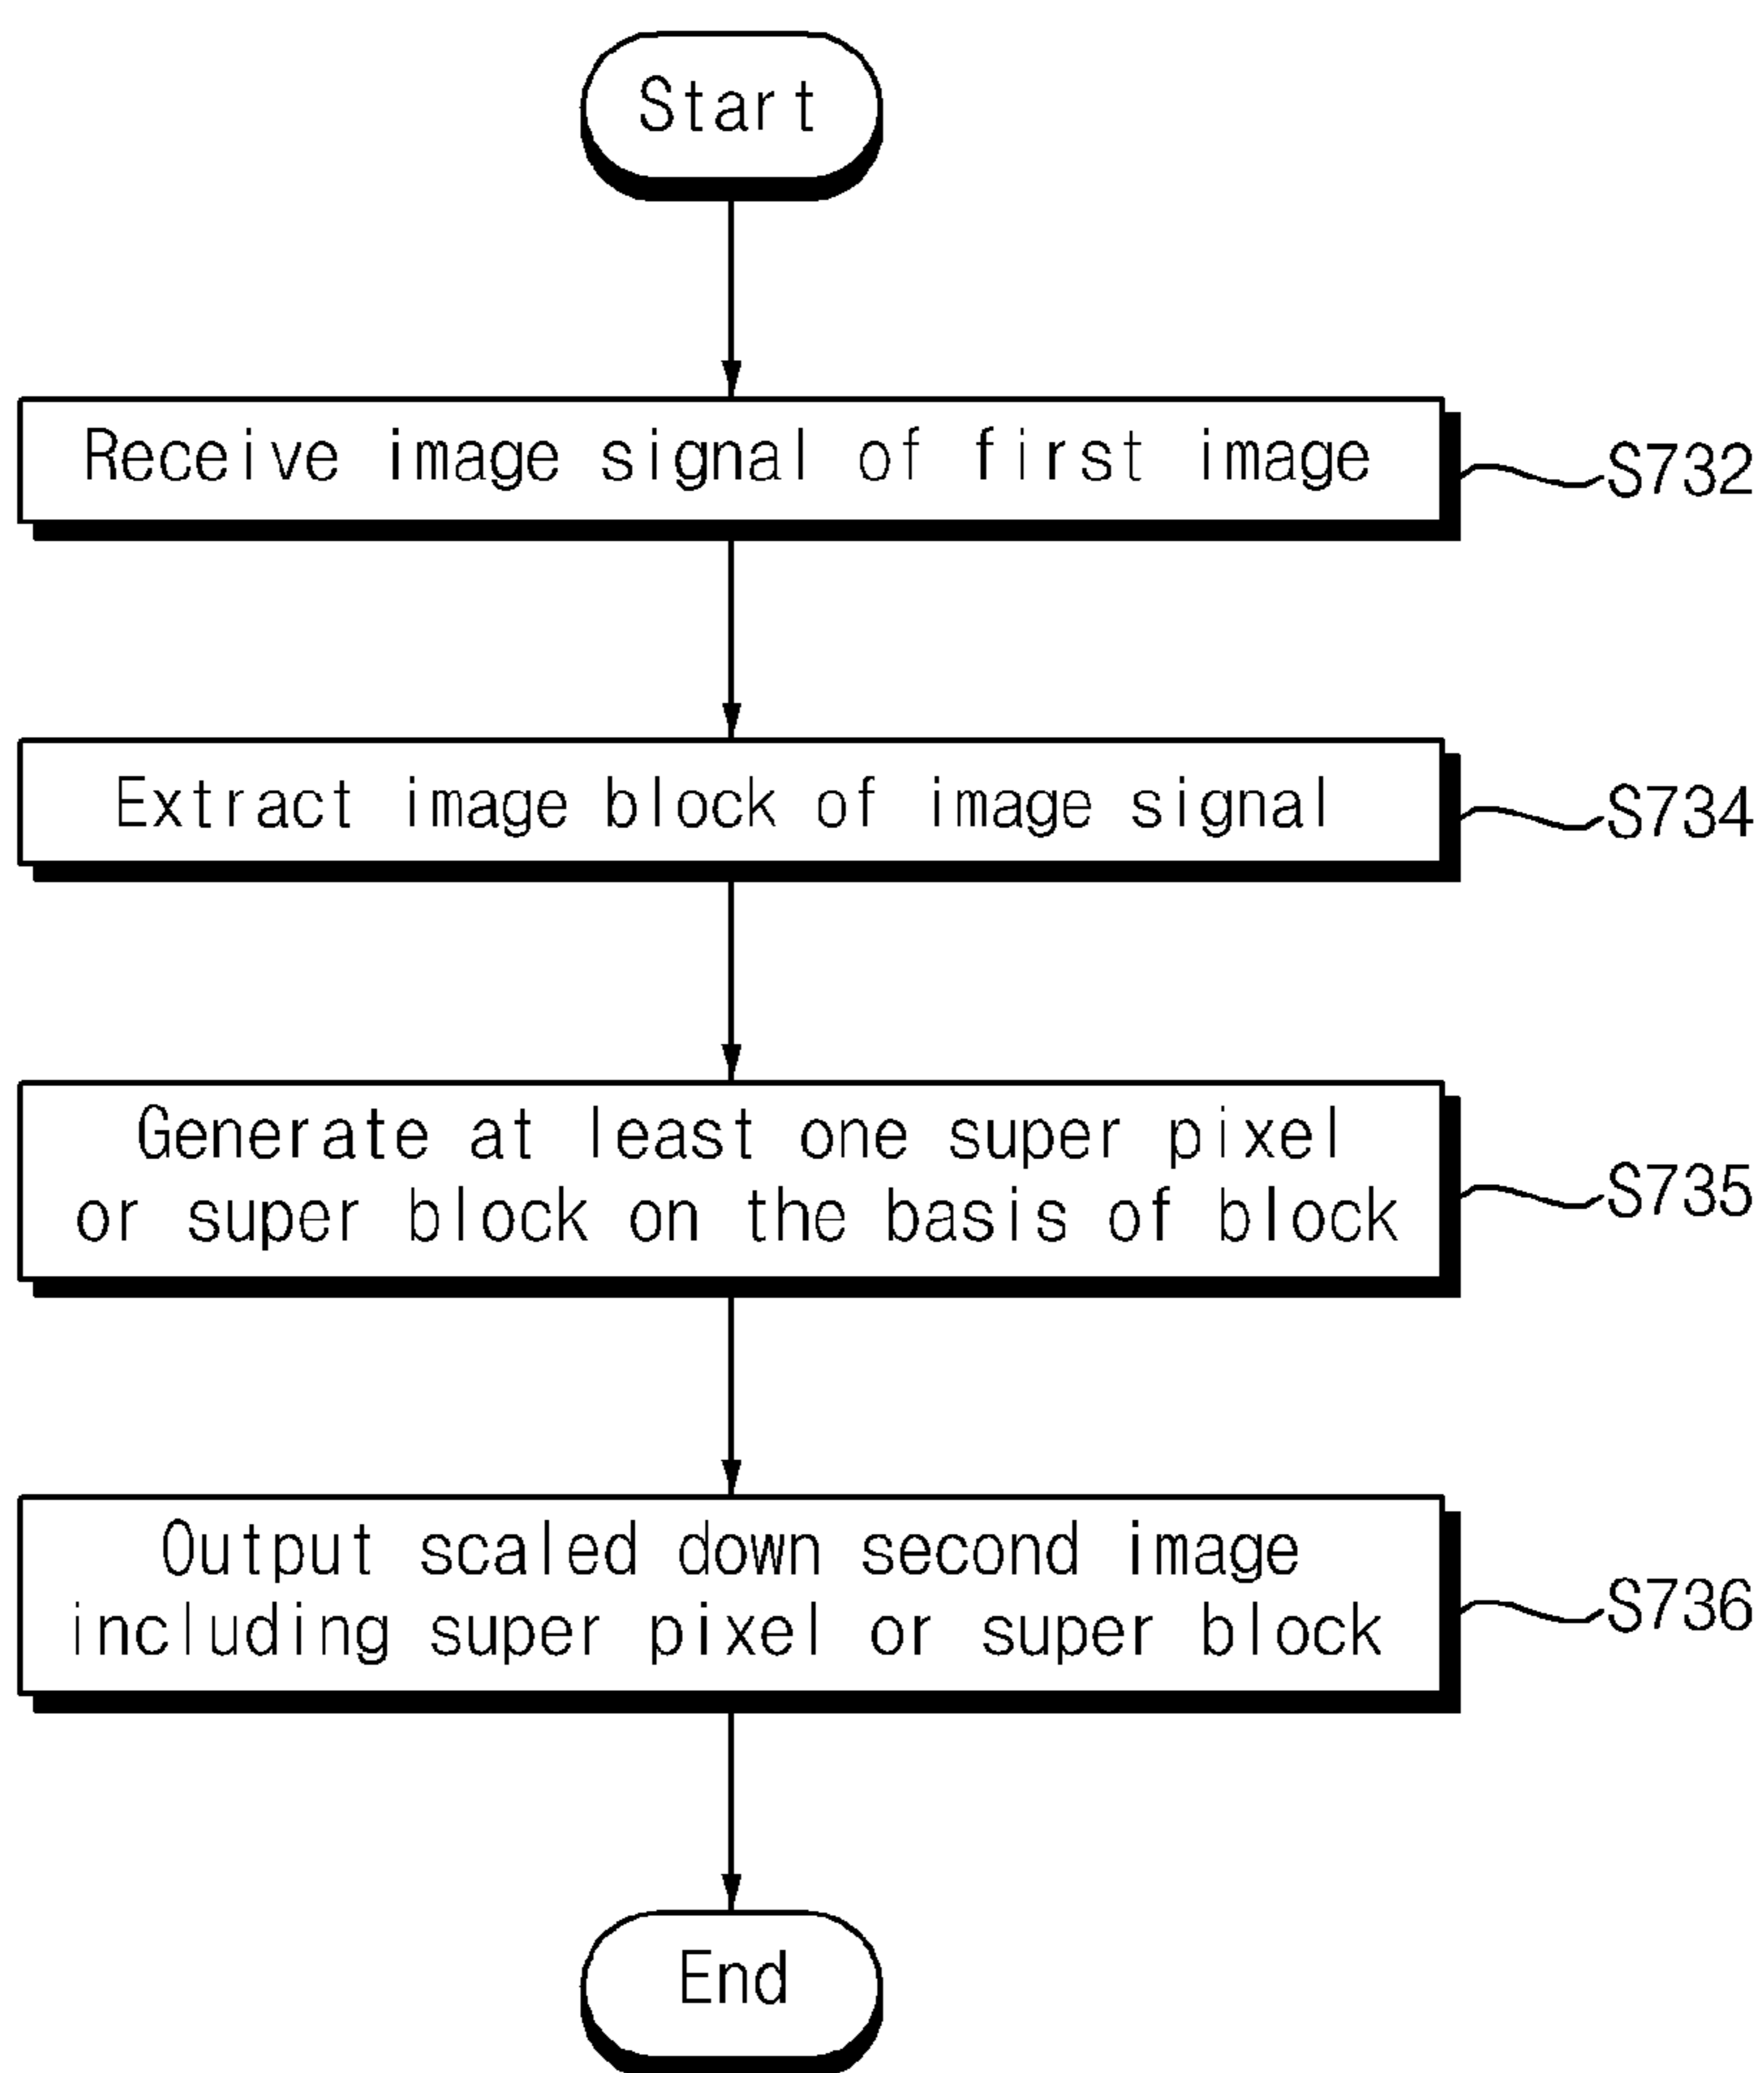 Start
Receive image signal of first image
S732
Extract image block of image signal
S734
Generate at least one super pixel
or super block on the basis of block
S735
Output scaled down second image
including super pixel or super block
S736
End